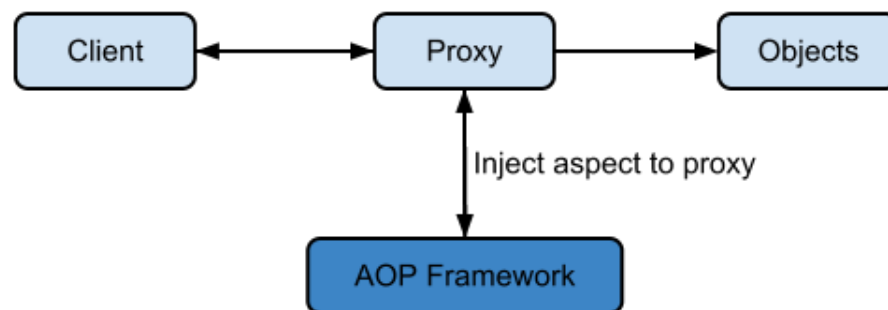 Client
Proxy
Objects
Inject aspect to proxy
AOP Framework